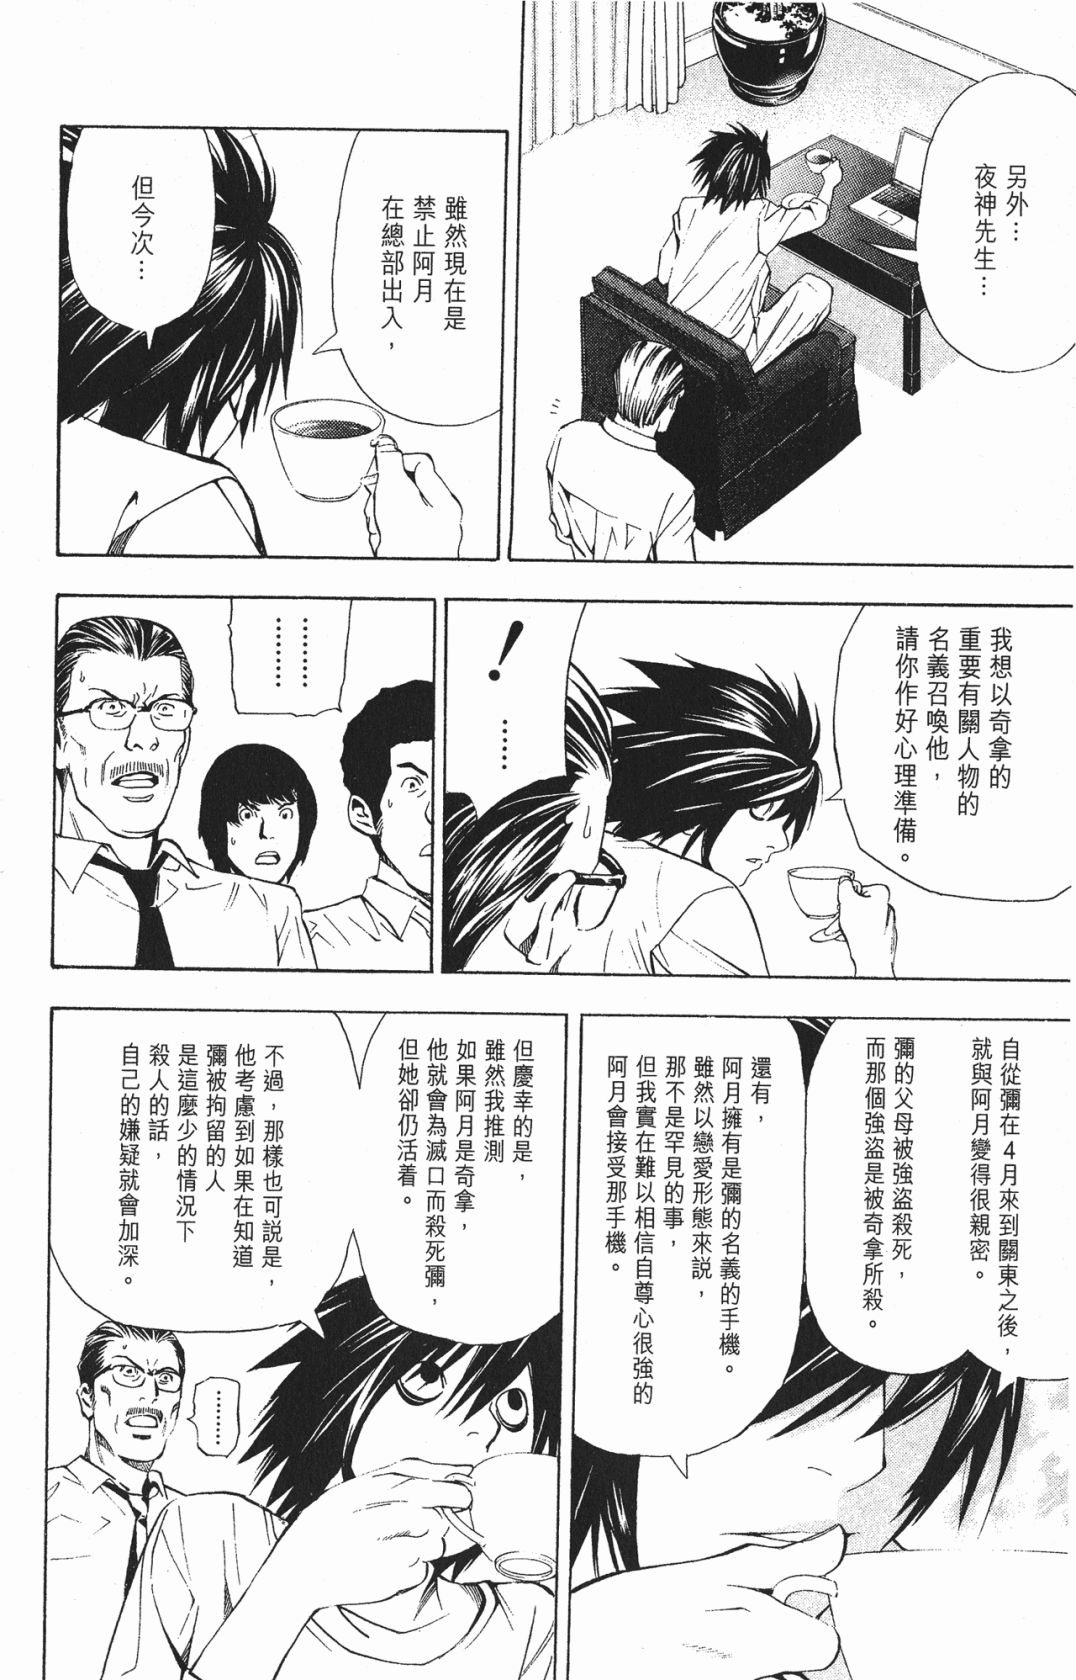 另外…
夜神先生…
雖然現在是
禁止阿月
在總部出入，
但今次…
我想以奇拿的
重要有關人物的
名義召喚他，
請你作好心理準備。
！……
………
………
自從彌在4月來到關東之後，
就與阿月變得很親密。
彌的父母被強盜殺死，
而那個強盜是被奇拿所殺。
還有，
阿月擁有是彌的名義的手機。
雖然以戀愛形態來說，
那不是罕見的事，
但我實在難以相信自尊心很強的
阿月會接受那手機。
但慶幸的是，
雖然我推測
如果阿月是奇拿，
他就會為滅口而殺死彌，
但她卻仍活着。
不過，那樣也可說是，
他考慮到如果在知道
彌被拘留的人
是這麼少的情況下
殺人的話，
自己的嫌疑就會加深。
………